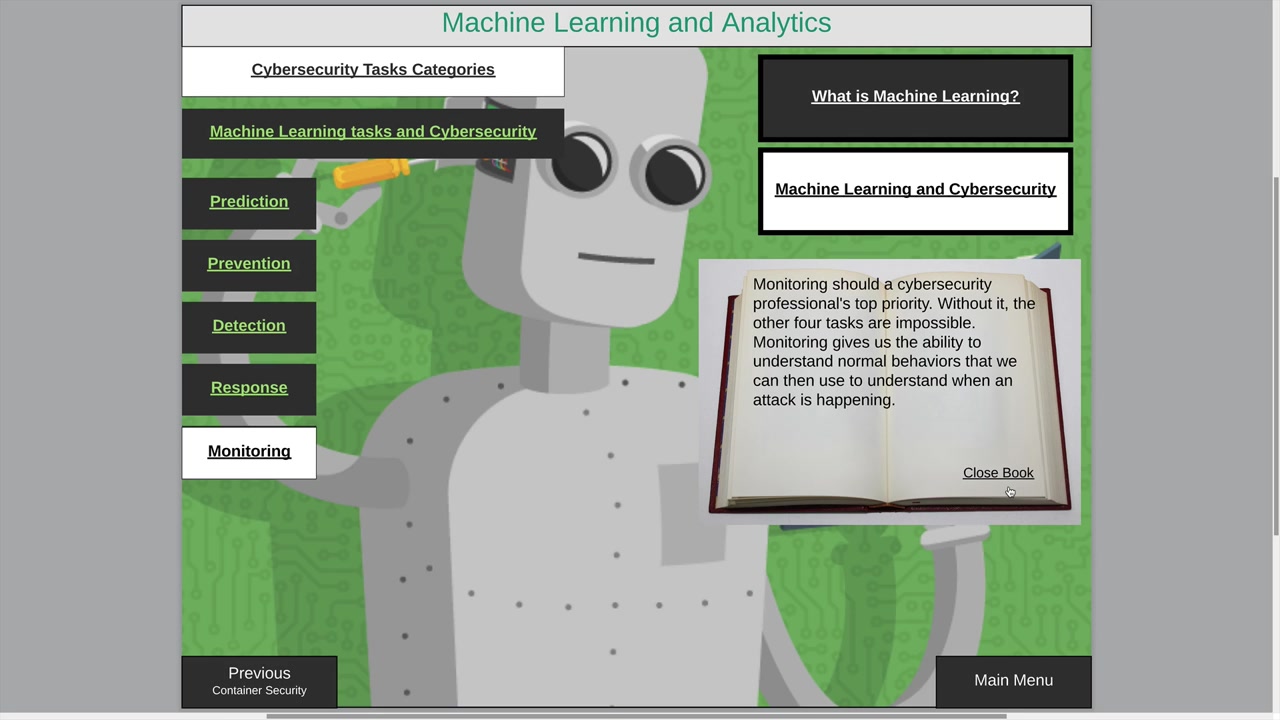 Machine Learning and Analytics
Cybersecurity Tasks Categories
Machine Learning tasks and Cybersecurity
Prediction
Prevention
Detection
Response
Monitoring
What is Machine Learning?
Machine Learning and Cybersecurity
Monitoring should a cybersecurity
professional's top priority. Without it, the
other four tasks are impossible.
Monitoring gives us the ability to
understand normal behaviors that we
can then use to understand when an
attack is happening.
Close Book
Previous
Container Security
Main Menu